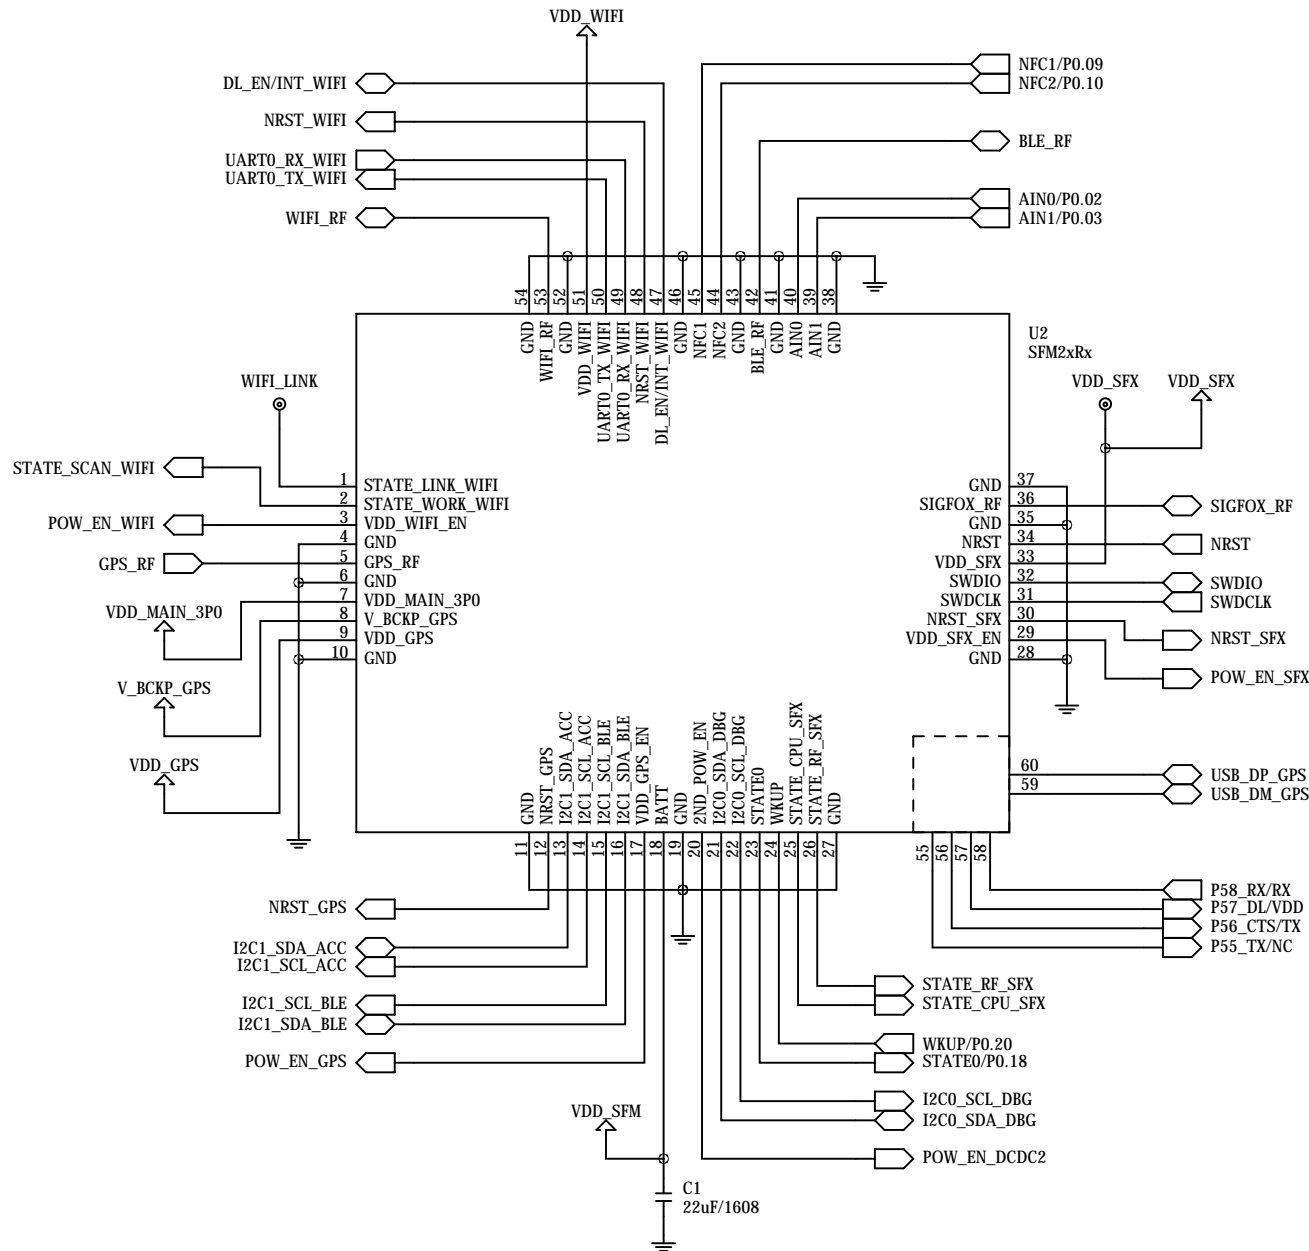 VDD_WIFI
DL_EN/INT_WIFI
NRST_WIFI
UART0_RX_WIFI
UART0_TX_WIFI
WIFI_RF
NFC1/P0.09
NFC2/P0.10
BLE_RF
AIN0/P0.02
AIN1/P0.03
54 53 52 51 50 49 48 47 46 45 44 43 42 41 40 39 38
GND
WIFI_RF
GND
VDD_WIFI
UART0_TX_WIFI
UART0_RX_WIFI
NRST_WIFI
DL_EN/INT_WIFI
GND
NFC1
NFC2
GND
BLE_RF
GND
AIN0
AIN1
GND
U2
SFM2xRx
WIFI_LINK
VDD_SFX
VDD_SFX
STATE_SCAN_WIFI
POW_EN_WIFI
GPS_RF
VDD_MAIN_3P0
V_BCKP_GPS
VDD_GPS
1 STATE_LINK_WIFI
2 STATE_WORK_WIFI
3 VDD_WIFI_EN
4 GND
5 GPS_RF
6 GND
7 VDD_MAIN_3P0
8 V_BCKP_GPS
9 VDD_GPS
10 GND
GND 37
SIGFOX_RF 36
GND 35
NRST 34
VDD_SFX 33
SWDIO 32
SWDCLK 31
NRST_SFX 30
VDD_SFX_EN 29
GND 28
SIGFOX_RF
NRST
SWDIO
SWDCLK
NRST_SFX
POW_EN_SFX
60 USB_DP_GPS
59 USB_DM_GPS
GND
NRST_GPS
I2C1_SDA_ACC
I2C1_SCL_ACC
I2C1_SCL_BLE
I2C1_SDA_BLE
VDD_GPS_EN
BATT
GND
2ND_POW_EN
I2C0_SDA_DBG
I2C0_SCL_DBG
STATE0
WKUP
STATE_CPU_SFX
STATE_RF_SFX
GND
11 12 13 14 15 16 17 18 19 20 21 22 23 24 25 26 27
55 56 57 58
P58_RX/RX
P57_DL/VDD
P56_CTS/TX
P55_TX/NC
NRST_GPS
I2C1_SDA_ACC
I2C1_SCL_ACC
I2C1_SCL_BLE
I2C1_SDA_BLE
POW_EN_GPS
STATE_RF_SFX
STATE_CPU_SFX
WKUP/P0.20
STATE0/P0.18
I2C0_SCL_DBG
I2C0_SDA_DBG
POW_EN_DCDC2
VDD_SFM
C1
22uF/1608